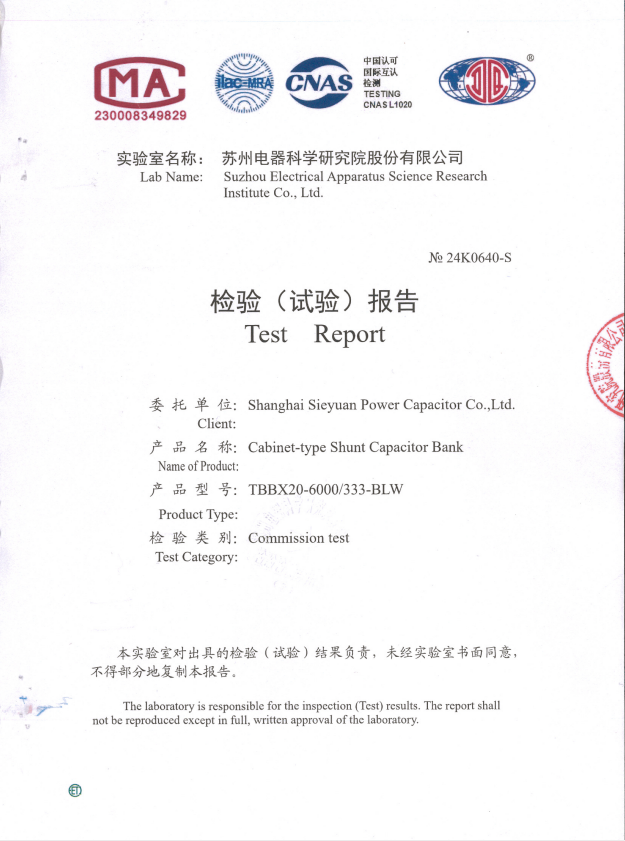 MA
230008349829
ilac-MRA
CNAS
中国认可
国际互认
检测
TESTING
CNAS L1020
®
实验室名称： 苏州电器科学研究院股份有限公司
Lab Name: Suzhou Electrical Apparatus Science Research
Institute Co., Ltd.
№ 24K0640-S
检验（试验）报告
Test Report
委托单位: Shanghai Sieyuan Power Capacitor Co.,Ltd.
Client:
产品名称: Cabinet-type Shunt Capacitor Bank
Name of Product:
产品型号: TBBX20-6000/333-BLW
Product Type:
检验类别: Commission test
Test Category:
本实验室对出具的检验（试验）结果负责，未经实验室书面同意，
不得部分地复制本报告。
The laboratory is responsible for the inspection (Test) results. The report shall
not be reproduced except in full, written approval of the laboratory.